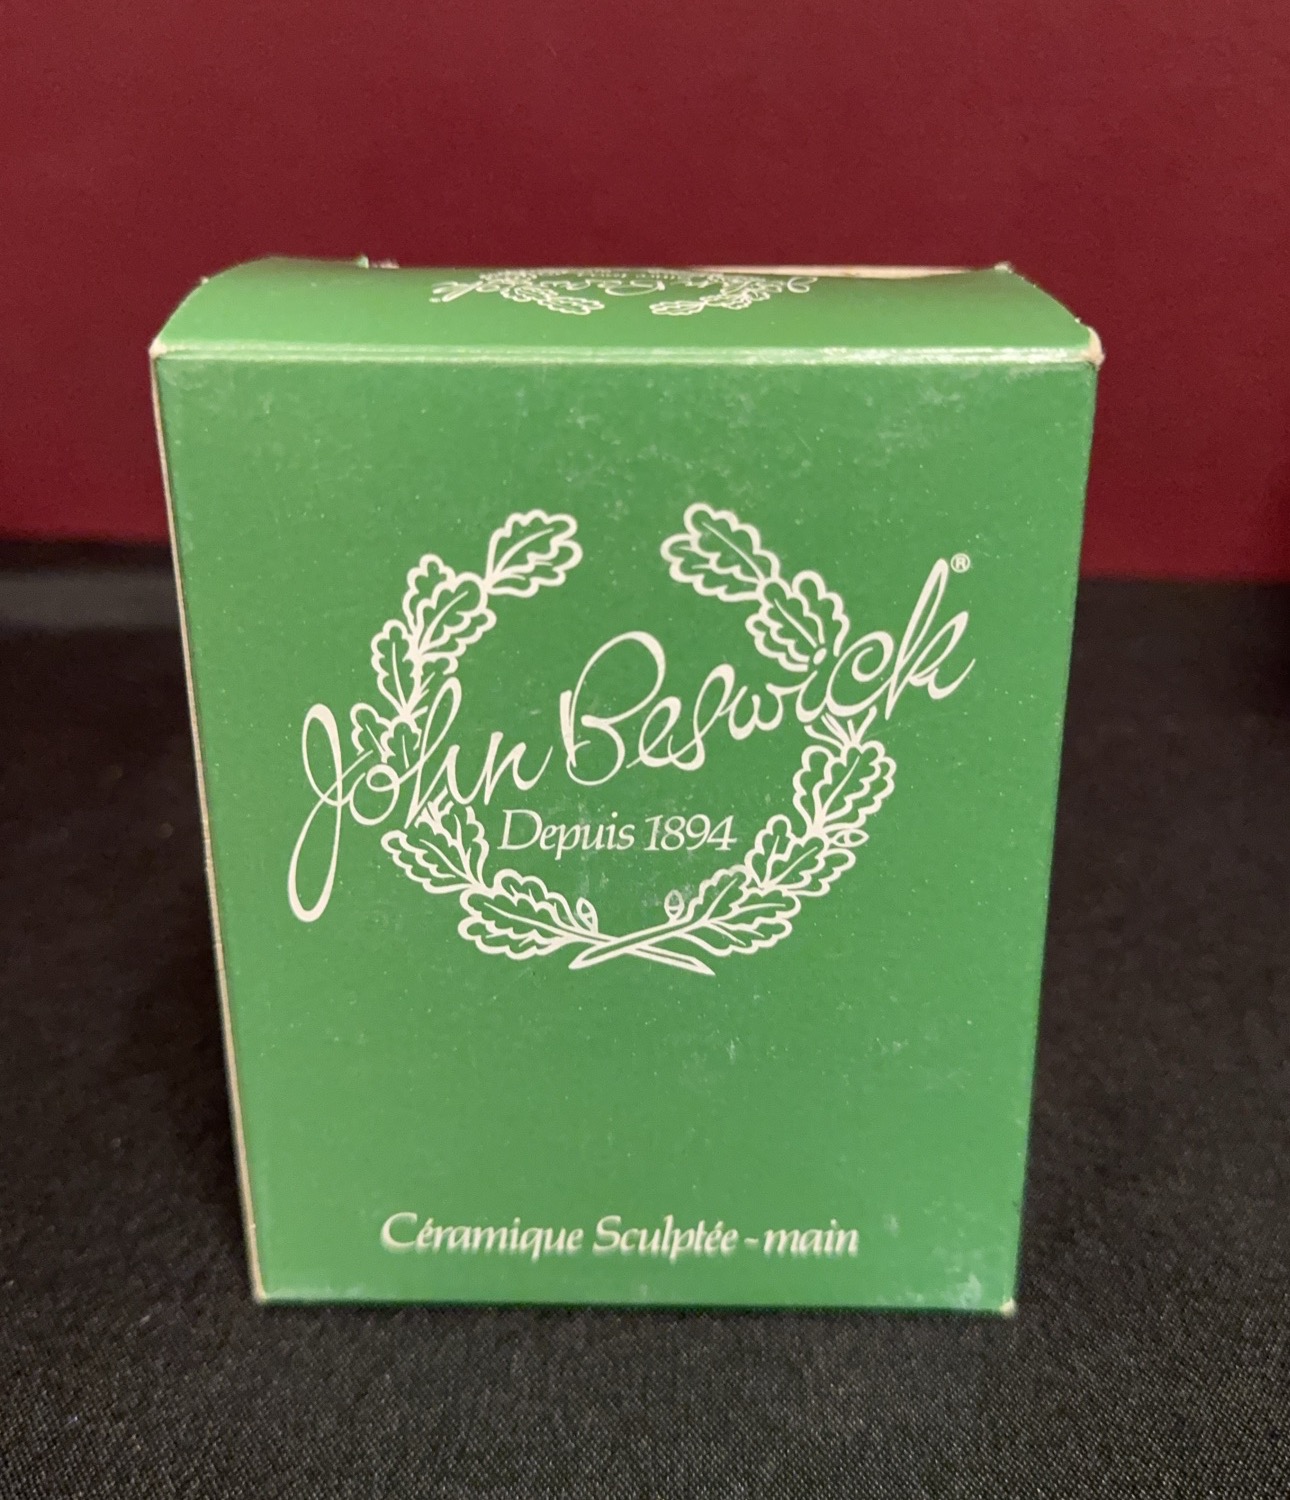 John Beswick ®
Depuis 1894
Céramique Sculptée-main